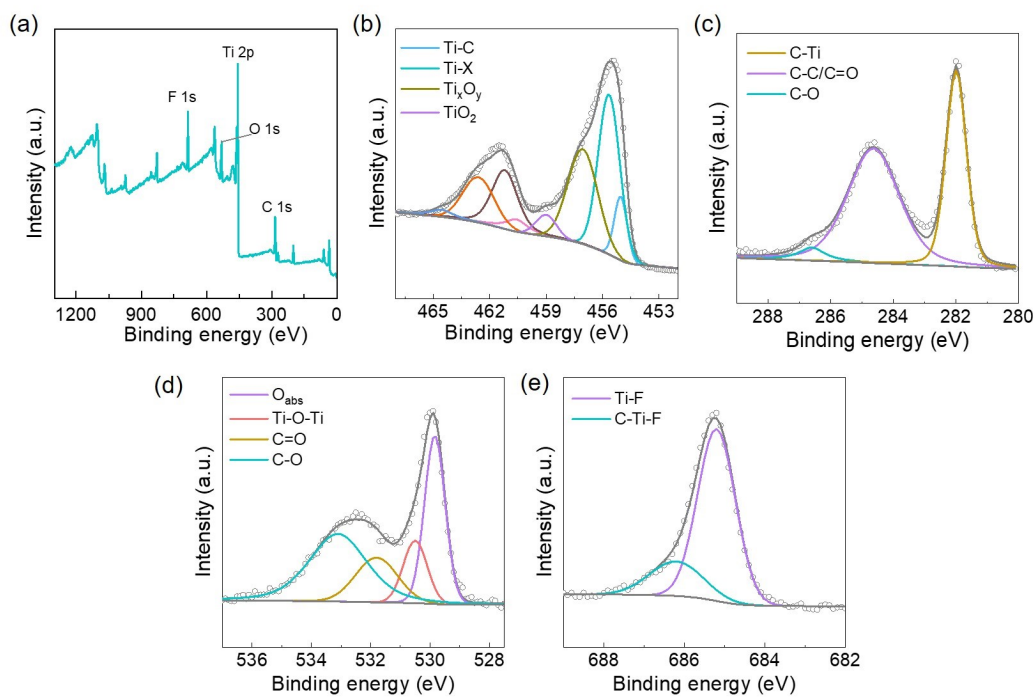 (a)
Ti 2p
F 1s
O 1s
C 1s
Intensity (a.u.)
1200 900 600 300 0
Binding energy (eV)
(b)
Ti-C
Ti-X
TiₓOᵧ
TiO₂
Intensity (a.u.)
465 462 459 456 453
Binding energy (eV)
(c)
C-Ti
C-C/C=O
C-O
Intensity (a.u.)
288 286 284 282 280
Binding energy (eV)
(d)
Oabs
Ti-O-Ti
C=O
C-O
Intensity (a.u.)
536 534 532 530 528
Binding energy (eV)
(e)
Ti-F
C-Ti-F
Intensity (a.u.)
688 686 684 682
Binding energy (eV)